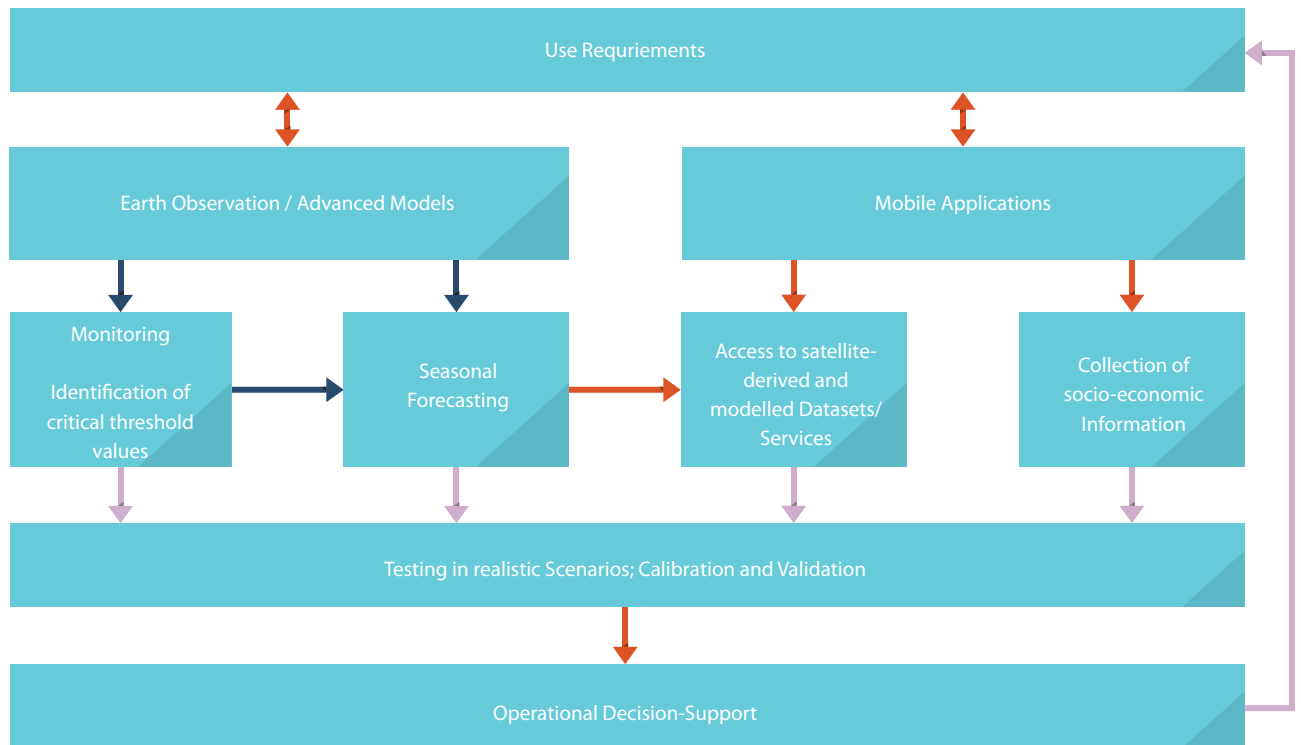 Use Requriements
Earth Observation / Advanced Models
Mobile Applications
Monitoring
Identification of
critical threshold
values
Seasonal
Forecasting
Access to satellite-
derived and
modelled Datasets/
Services
Collection of
socio-economic
Information
Testing in realistic Scenarios; Calibration and Validation
Operational Decision-Support